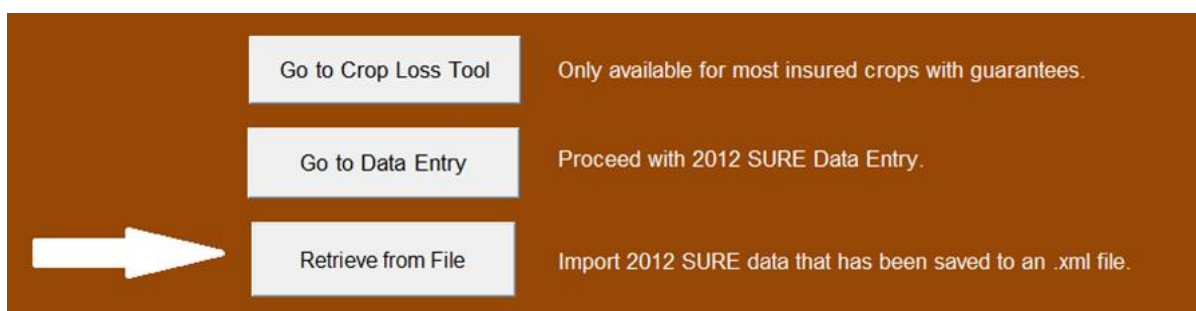 Go to Crop Loss Tool Only available for most insured crops with guarantees.
Go to Data Entry Proceed with 2012 SURE Data Entry.
Retrieve from File Import 2012 SURE data that has been saved to an .xml file.